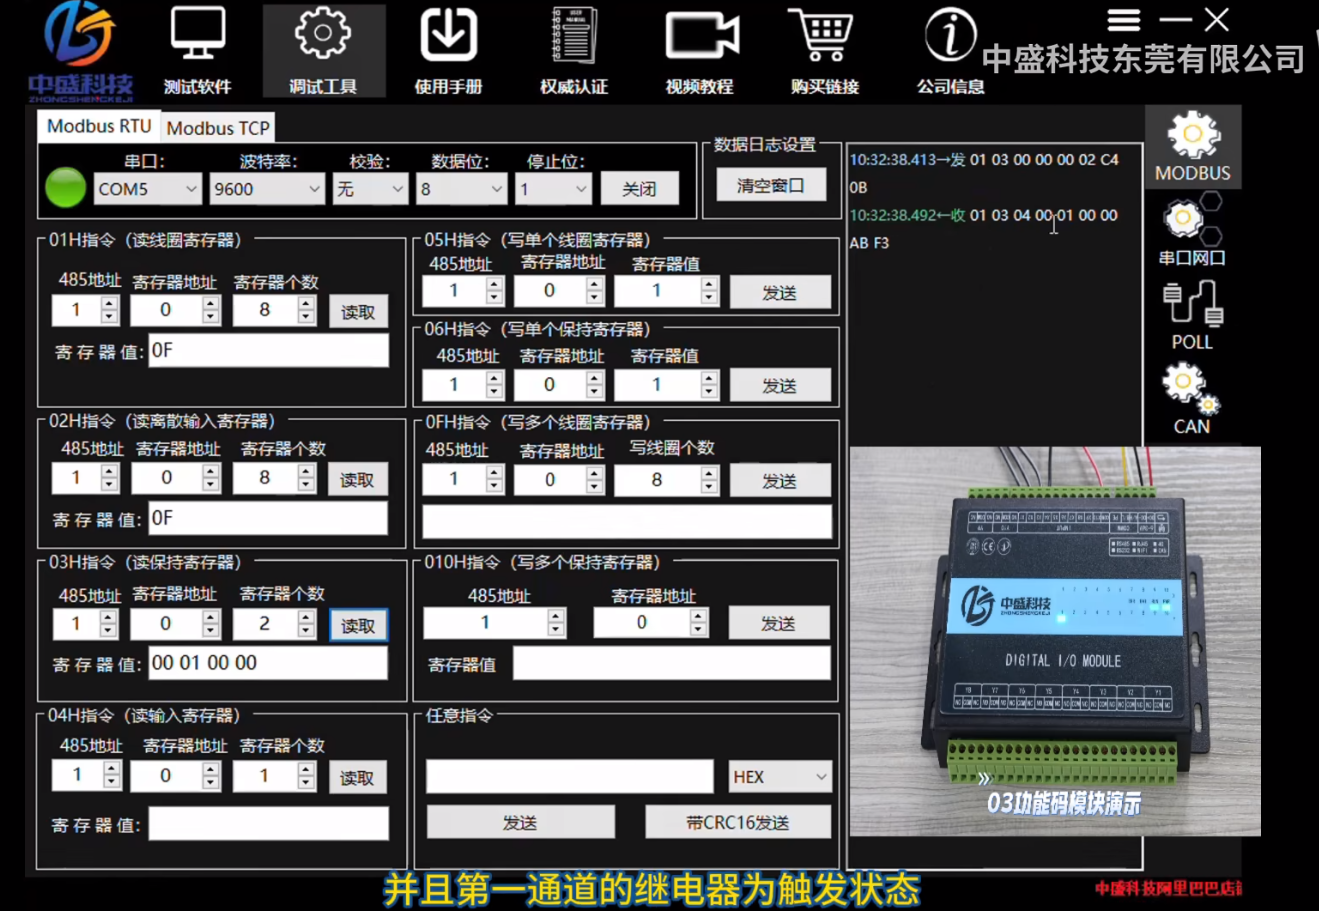 中盛科技
ZHONGSHENGKEJI
测试软件
调试工具
使用手册
权威认证
视频教程
购买链接
公司信息
中盛科技东莞有限公司
Modbus RTU
Modbus TCP
串口：
波特率：
校验：
数据位：
停止位：
COM5
9600
无
8
1
关闭
数据日志设置
清空窗口
10:32:38.413→发 01 03 00 00 00 02 C4
0B
10:32:38.492←收 01 03 04 00 01 00 00
AB F3
MODBUS
串口网口
POLL
CAN
01H指令（读线圈寄存器）
485地址 寄存器地址 寄存器个数
1 0 8 读取
寄存器值: 0F
02H指令（读离散输入寄存器）
485地址 寄存器地址 寄存器个数
1 0 8 读取
寄存器值: 0F
03H指令（读保持寄存器）
485地址 寄存器地址 寄存器个数
1 0 2 读取
寄存器值: 00 01 00 00
04H指令（读输入寄存器）
485地址 寄存器地址 寄存器个数
1 0 1 读取
寄存器值:
05H指令（写单个线圈寄存器）
485地址 寄存器地址 寄存器值
1 0 1 发送
06H指令（写单个保持寄存器）
485地址 寄存器地址 寄存器值
1 0 1 发送
0FH指令（写多个线圈寄存器）
485地址 寄存器地址 写线圈个数
1 0 8 发送
010H指令（写多个保持寄存器）
485地址 寄存器地址
1 0 发送
寄存器值
任意指令
HEX
发送 带CRC16发送
中盛科技
ZHONGSHENGKEJI
DIGITAL I/O MODULE
Y8 Y7 Y6 Y5 Y4 Y3 Y2 Y1
03功能码模块演示
并且第一通道的继电器为触发状态
中盛科技阿里巴巴店